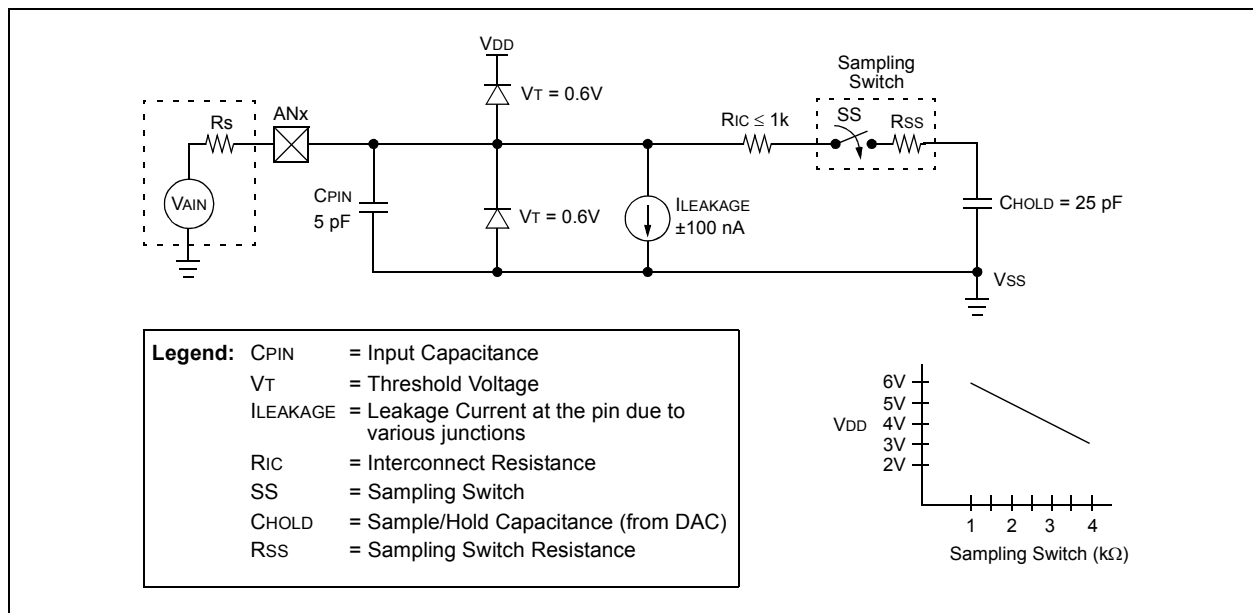 VDD
Sampling
Switch
VT = 0.6V
ANx
RIC ≤ 1k
SS
RSS
Rs
VAIN
CPIN
5 pF
VT = 0.6V
ILEAKAGE
±100 nA
CHOLD = 25 pF
VSS
Legend: CPIN = Input Capacitance
VT = Threshold Voltage
ILEAKAGE = Leakage Current at the pin due to
various junctions
RIC = Interconnect Resistance
SS = Sampling Switch
CHOLD = Sample/Hold Capacitance (from DAC)
RSS = Sampling Switch Resistance
6V
5V
VDD
4V
3V
2V
1 2 3 4
Sampling Switch (kΩ)